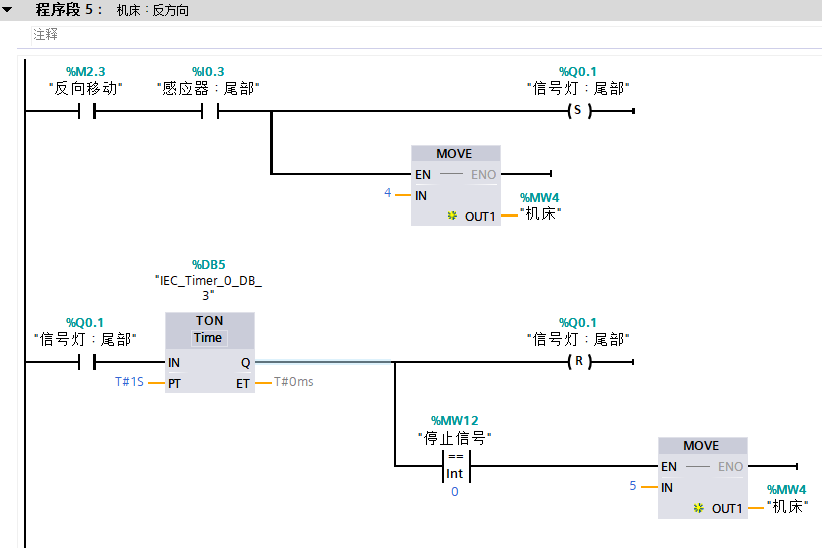 程序段 5： 机床：反方向
注释
%M2.3 %I0.3 %Q0.1
"反向移动" "感应器：尾部" "信号灯：尾部"
S
MOVE
EN ENO
4 IN
%MW4
OUT1 "机床"
%DB5
"IEC_Timer_0_DB_
3"
%Q0.1 TON %Q0.1
"信号灯：尾部" Time "信号灯：尾部"
IN Q R
T#1S PT ET T#0ms
%MW12
"停止信号"
== MOVE
Int EN ENO
0 5 IN
%MW4
OUT1 "机床"